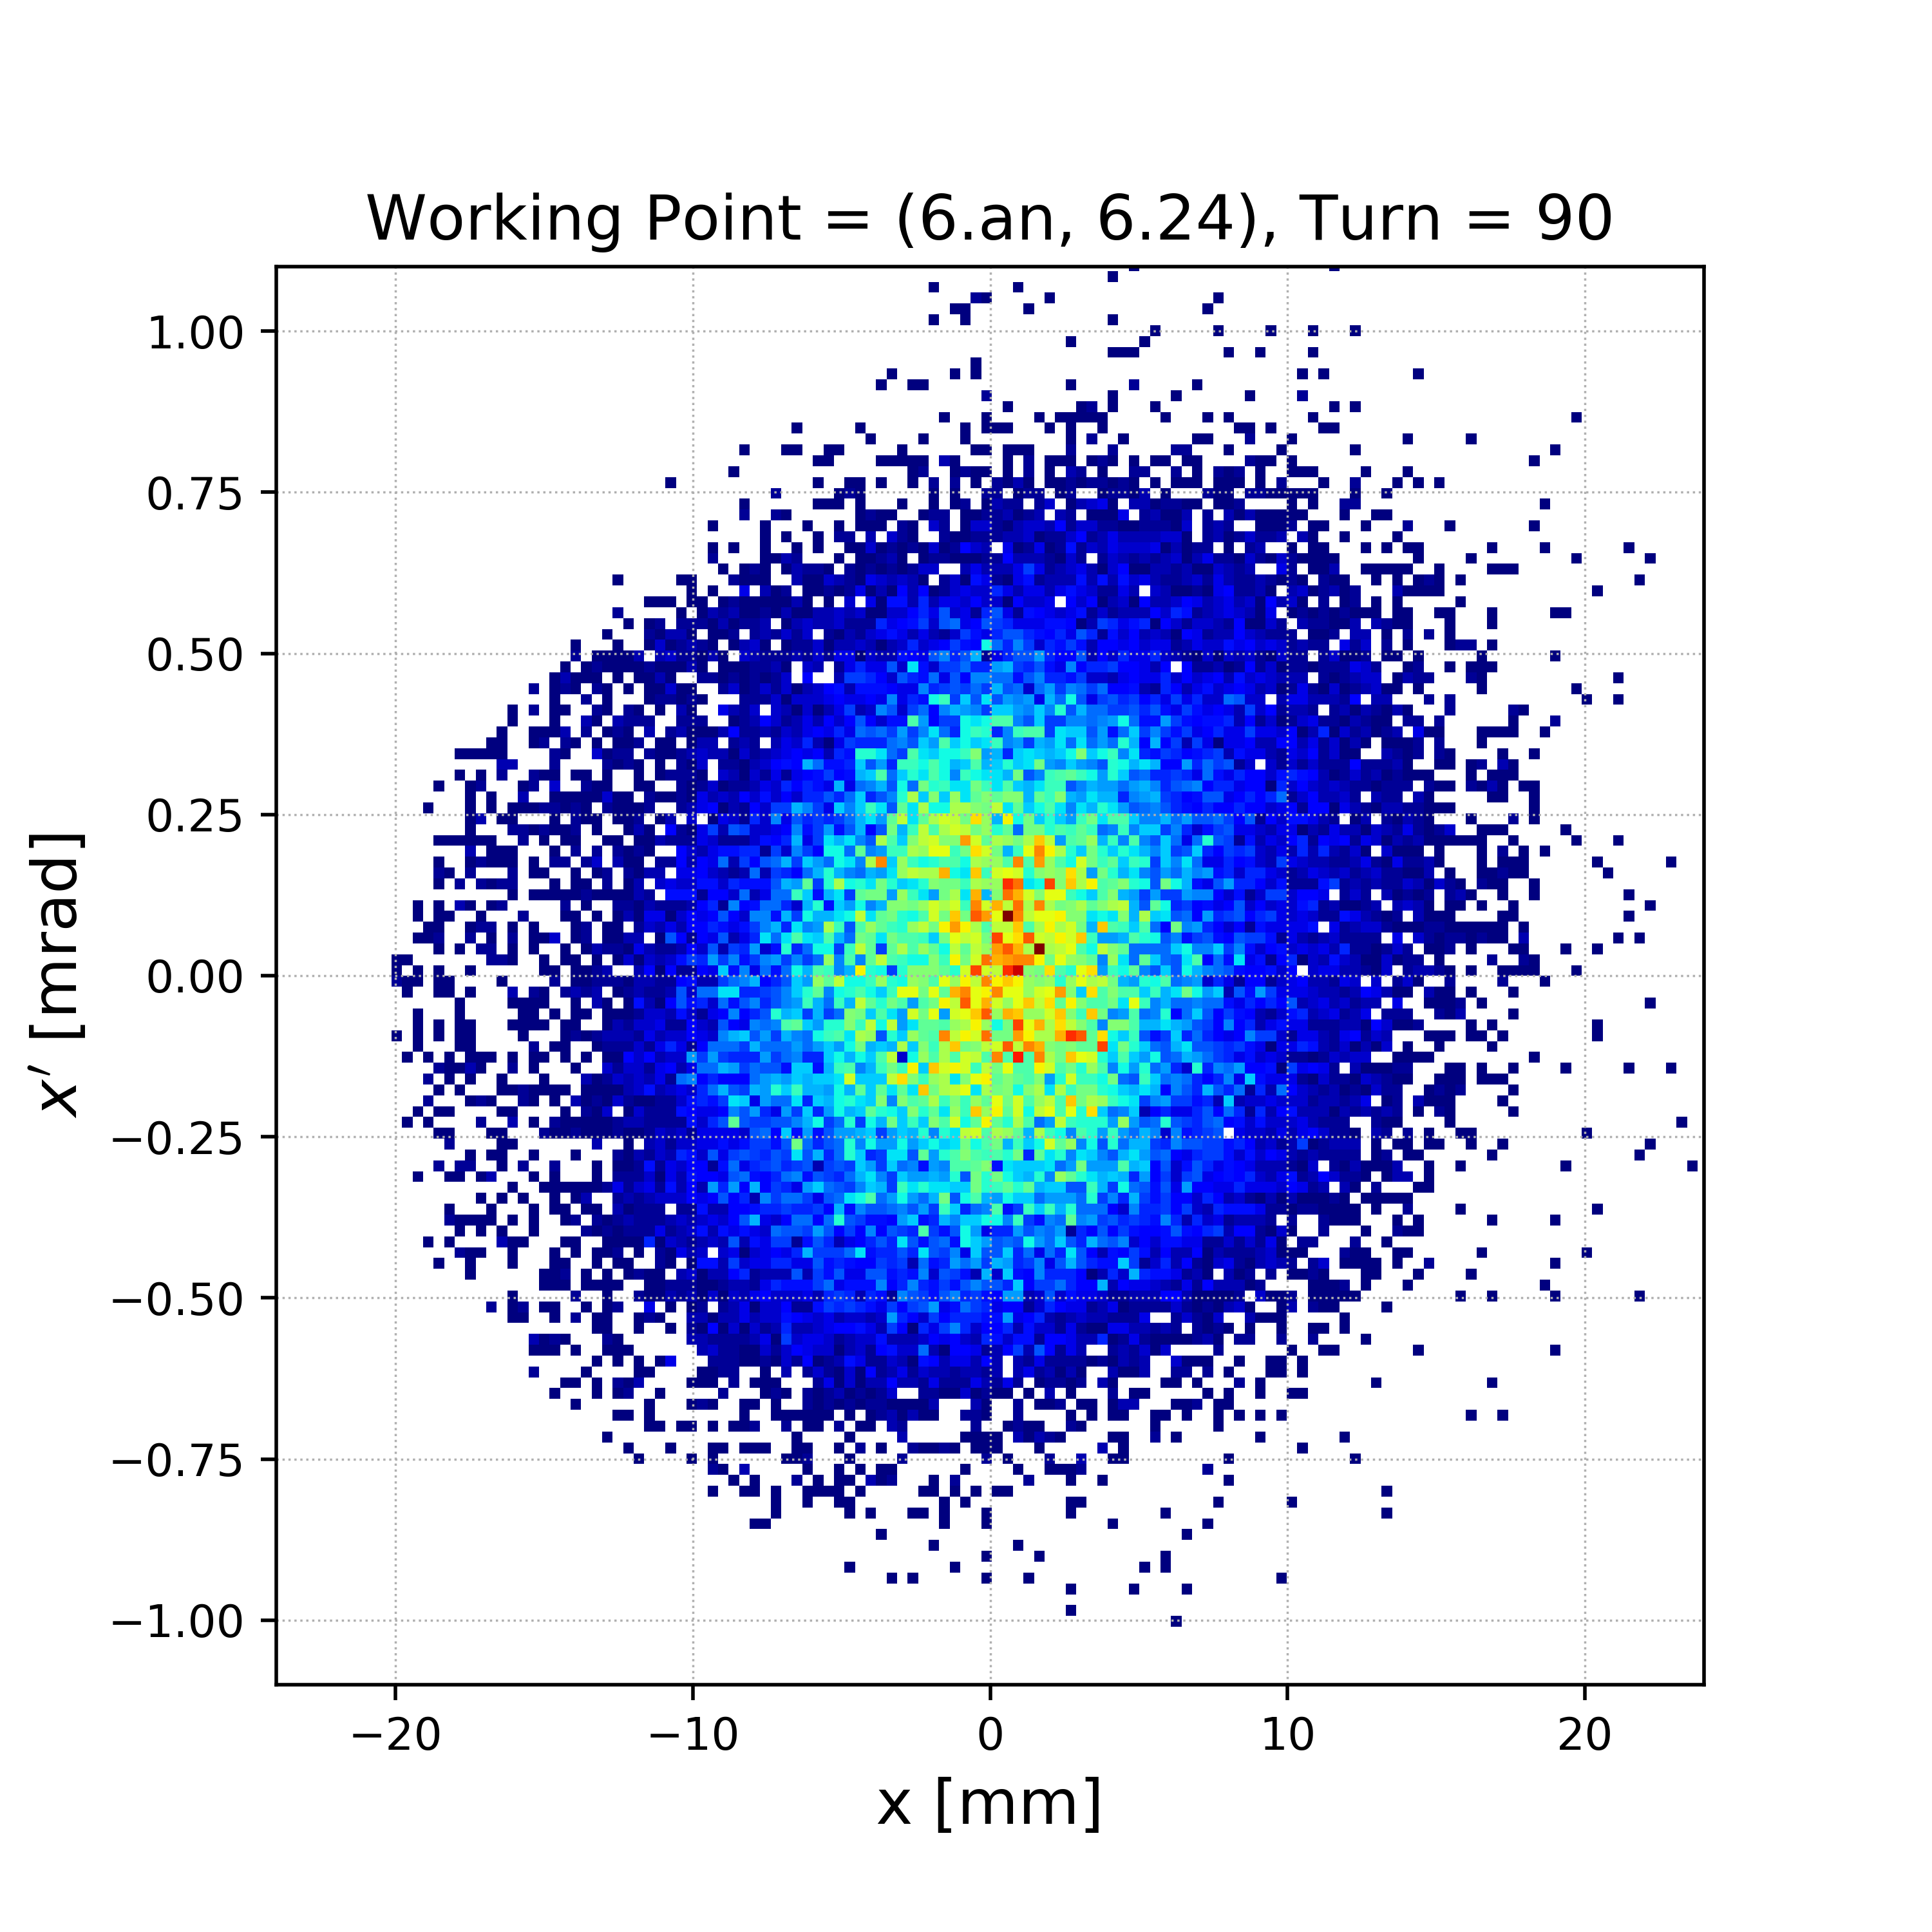 Working Point = (6.an, 6.24), Turn = 90
1.00
0.75
0.50
0.25
0.00
−0.25
−0.50
−0.75
−1.00
x′ [mrad]
−20 −10 0 10 20
x [mm]